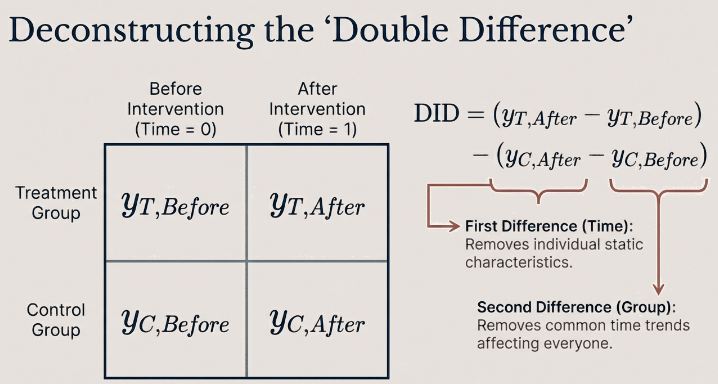 Deconstructing the ‘Double Difference’
Before
Intervention
(Time = 0)
After
Intervention
(Time = 1)
Treatment
Group
y_{T,Before}
y_{T,After}
Control
Group
y_{C,Before}
y_{C,After}
DID = (y_{T,After} − y_{T,Before})
− (y_{C,After} − y_{C,Before})
First Difference (Time):
Removes individual static
characteristics.
Second Difference (Group):
Removes common time trends
affecting everyone.